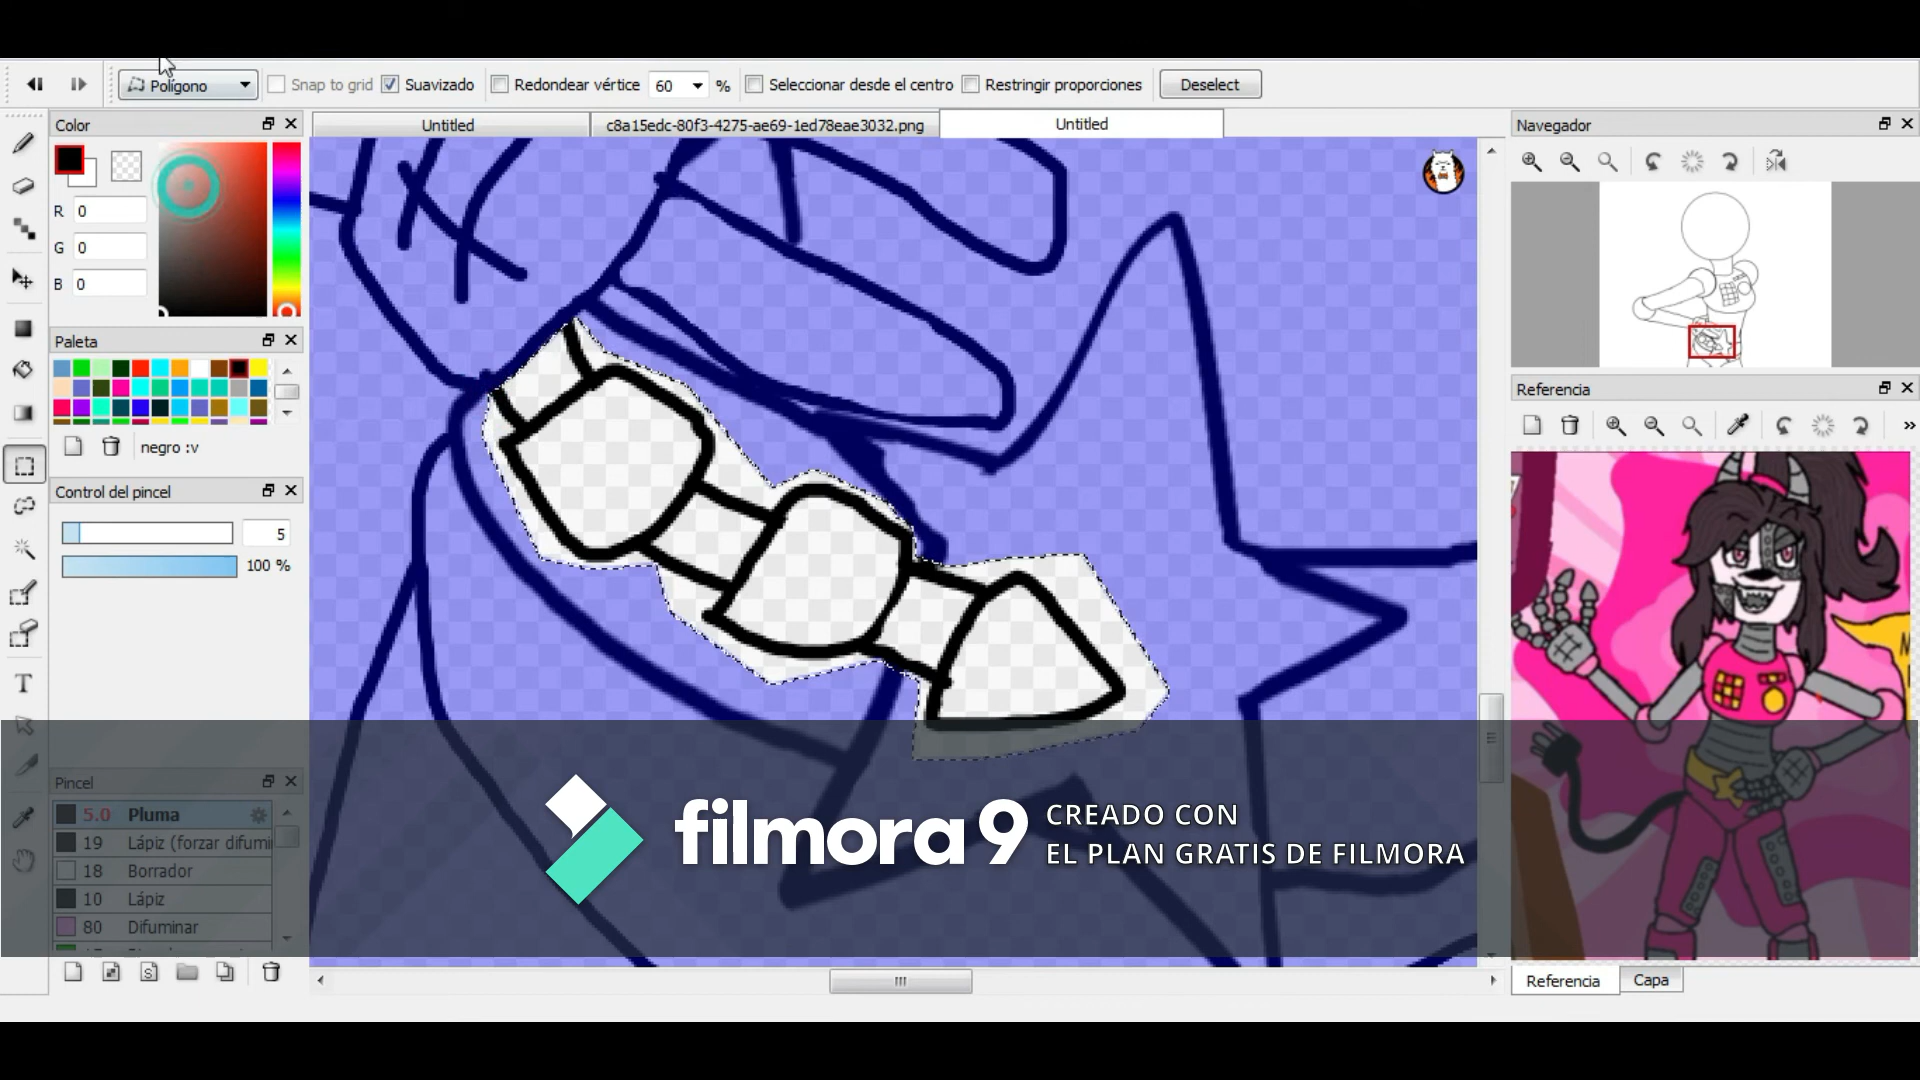 Polígono
Snap to grid
Suavizado
Redondear vértice
60
%
Seleccionar desde el centro
Restringir proporciones
Deselect
Color
Untitled
c8a15edc-80f3-4275-ae69-1ed78eae3032.png
Untitled
Navegador
R 0
G 0
B 0
Paleta
negro :v
Referencia
Control del pincel
5
100 %
Pincel
5.0 Pluma
19 Lápiz (forzar difumi
18 Borrador
10 Lápiz
80 Difuminar
filmora9
CREADO CON
EL PLAN GRATIS DE FILMORA
Referencia
Capa